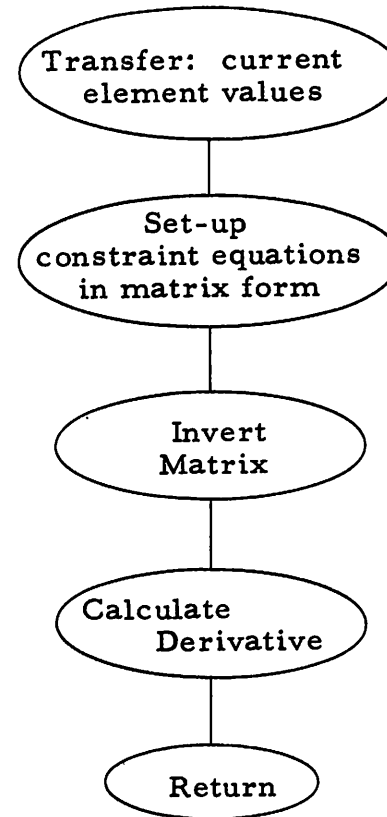 Transfer: current
element values
Set-up
constraint equations
in matrix form
Invert
Matrix
Calculate
Derivative
Return